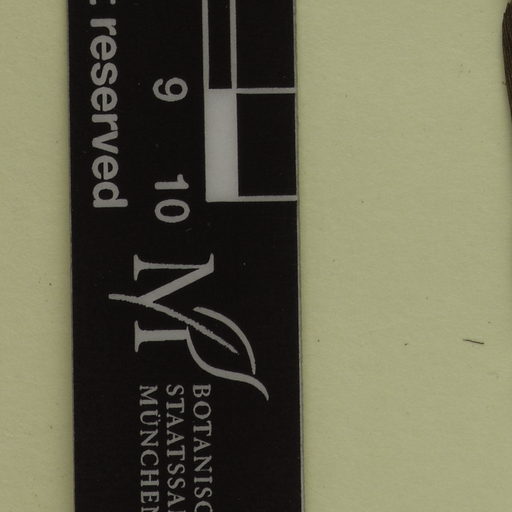 reserved
9 10
M
BOTANISC
STAATSSA
MÜNCHEN